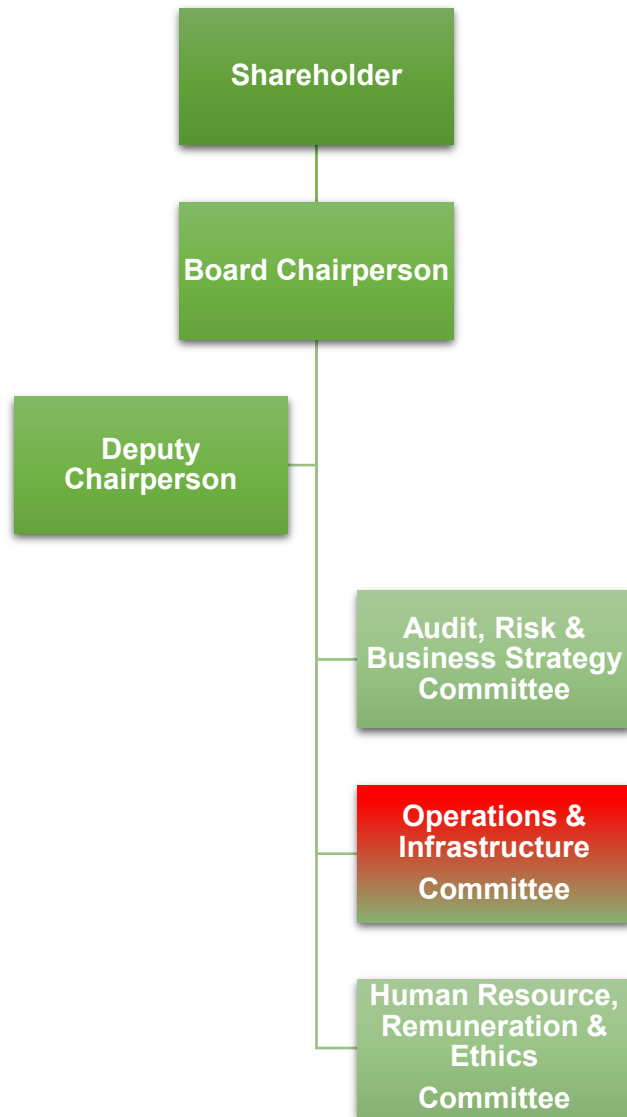 Shareholder
Board Chairperson
Deputy
Chairperson
Audit, Risk &
Business Strategy
Committee
Operations &
Infrastructure
Committee
Human Resource,
Remuneration &
Ethics
Committee